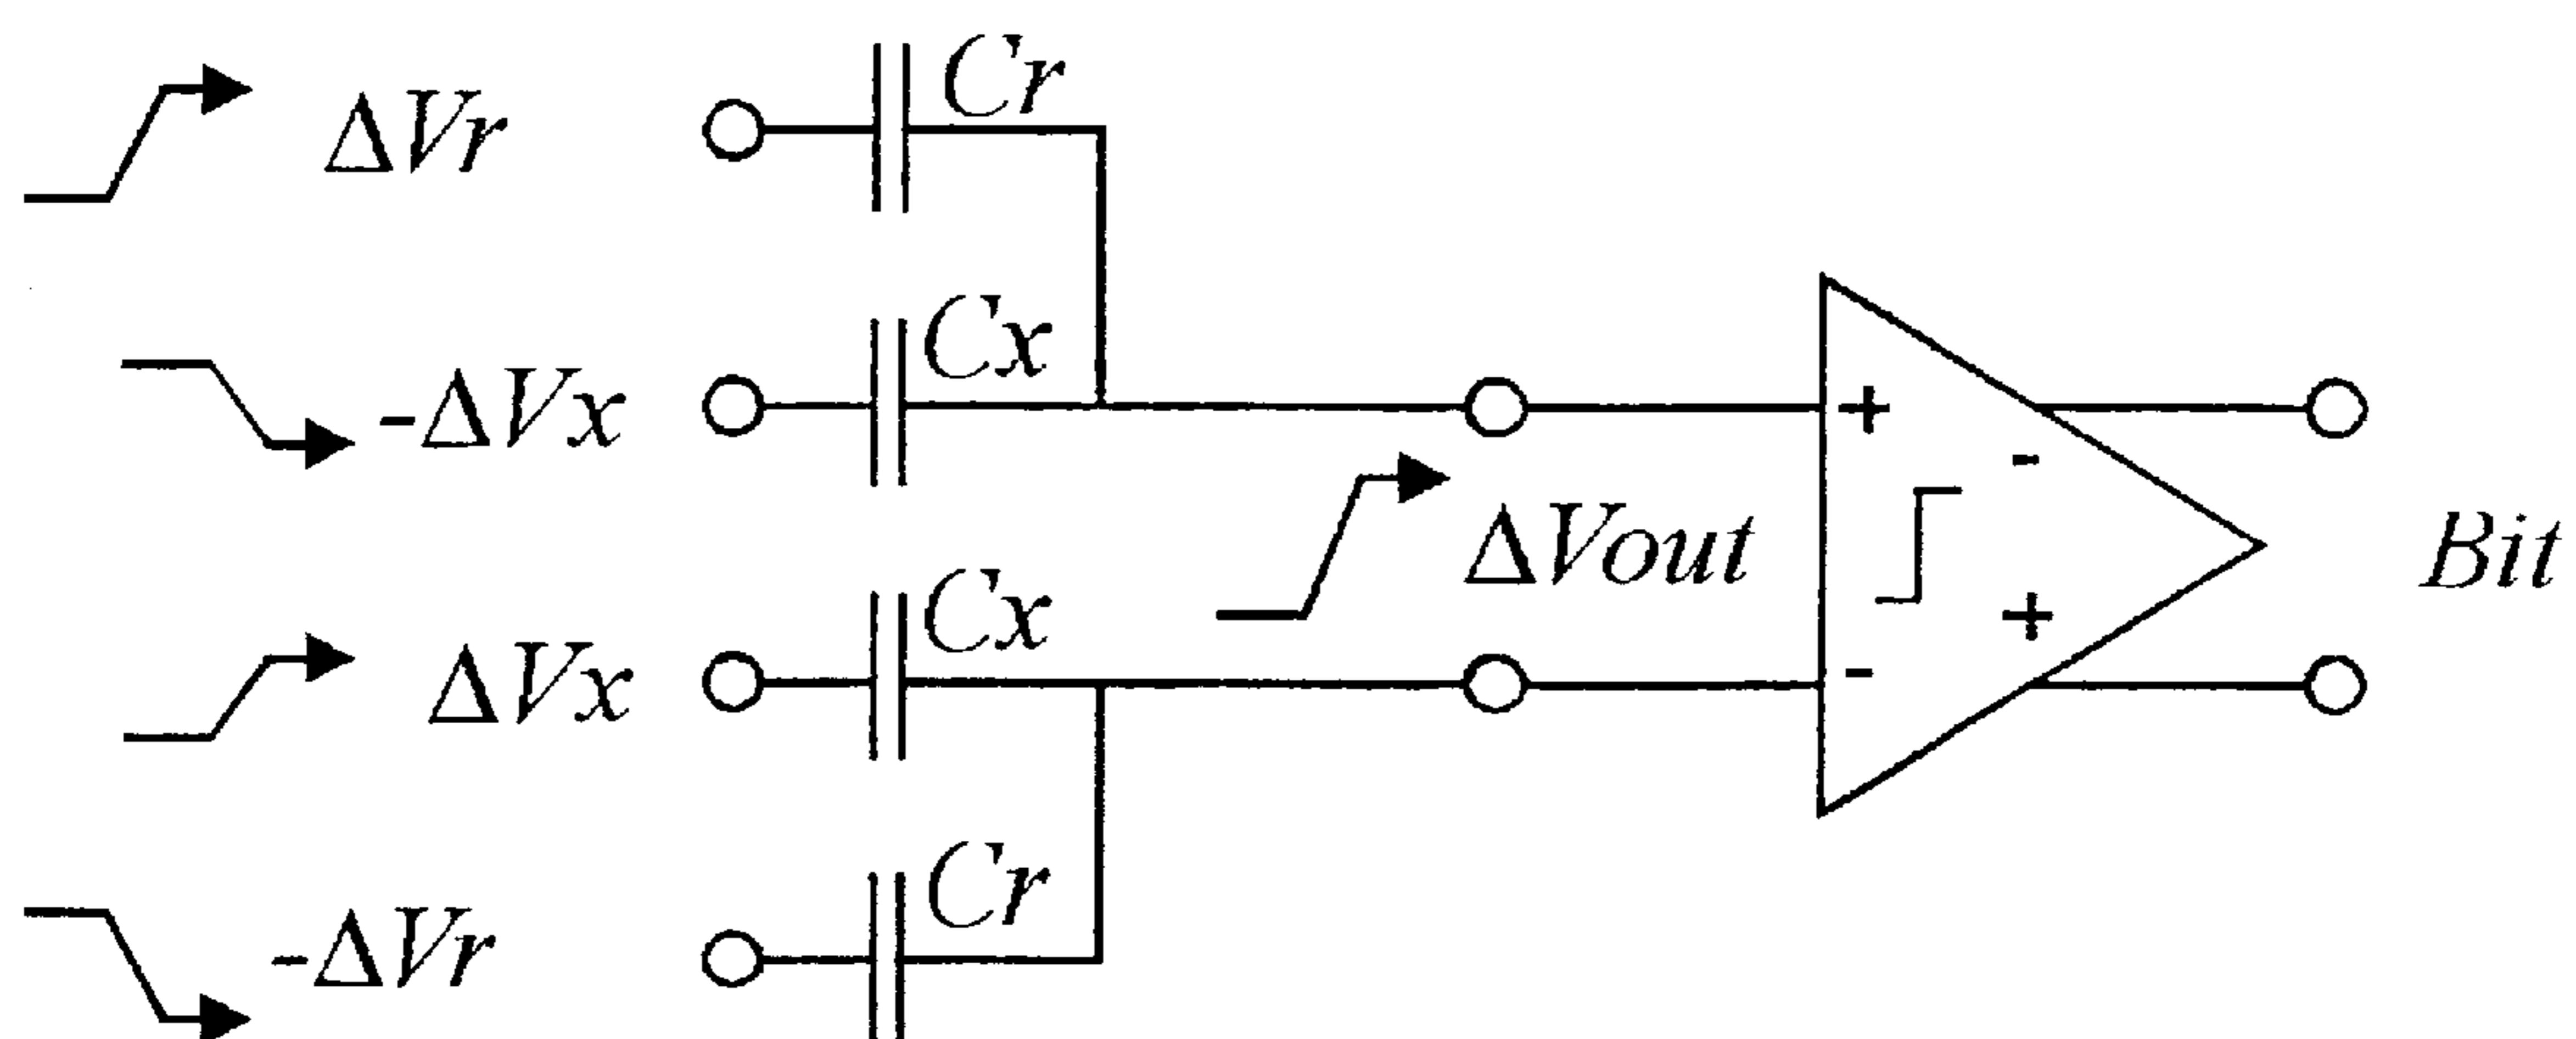 ΔVr
Cr
-ΔVx
Cx
+
-
ΔVout
Bit
ΔVx
Cx
-
+
-ΔVr
Cr